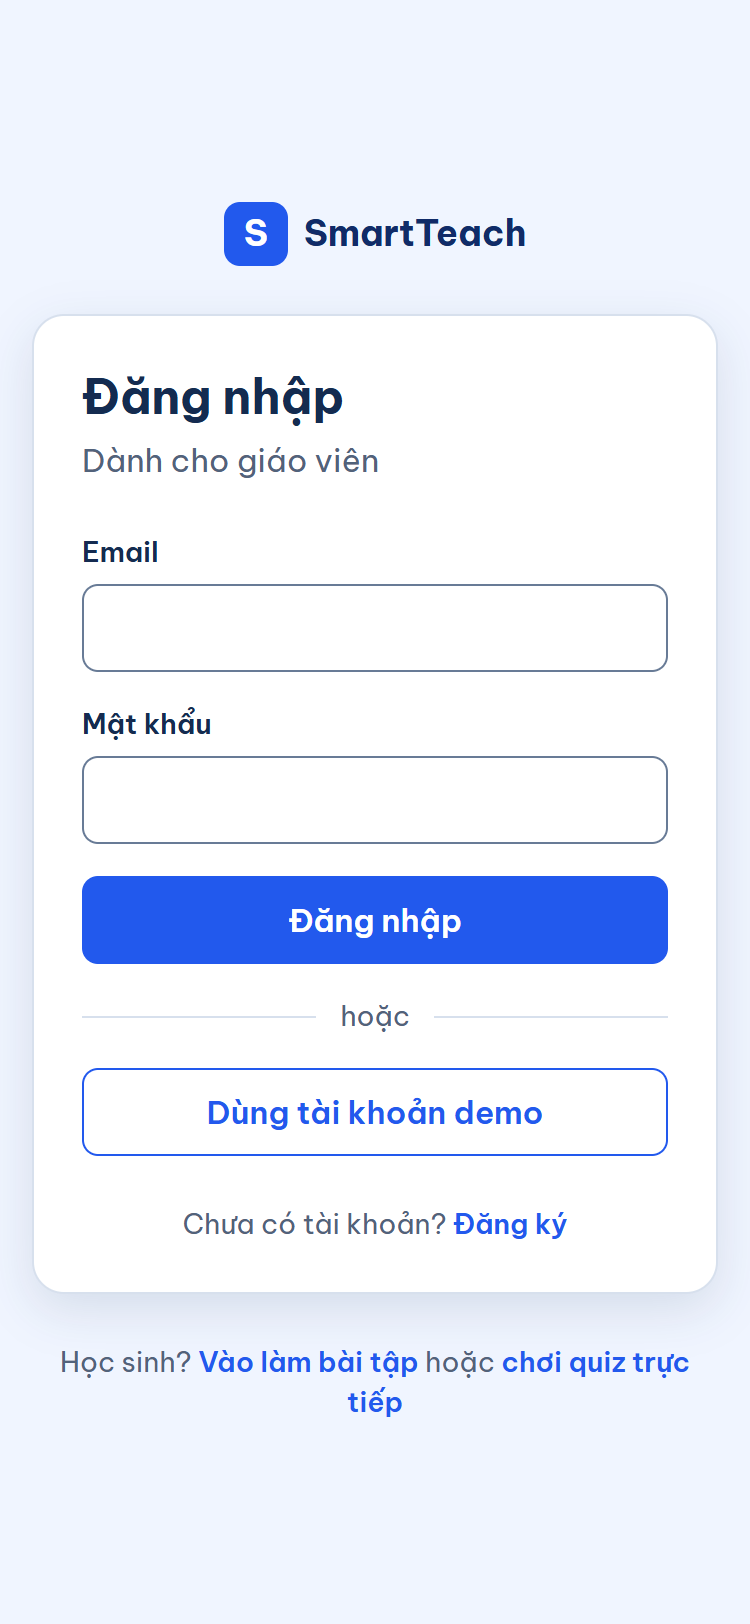 S SmartTeach
Đăng nhập
Dành cho giáo viên
Email
Mật khẩu
Đăng nhập
hoặc
Dùng tài khoản demo
Chưa có tài khoản? Đăng ký
Học sinh? Vào làm bài tập hoặc chơi quiz trực
tiếp